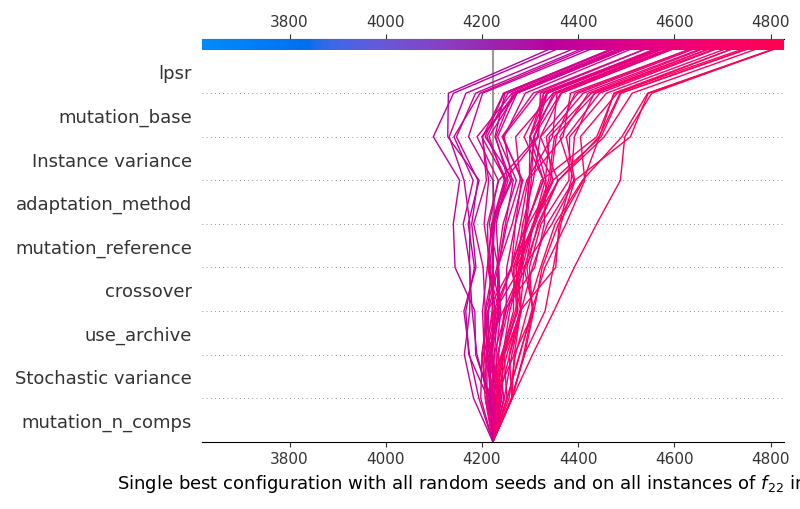 3800 4000 4200 4400 4600 4800
lpsr
mutation_base
Instance variance
adaptation_method
mutation_reference
crossover
use_archive
Stochastic variance
mutation_n_comps
3800 4000 4200 4400 4600 4800
Single best configuration with all random seeds and on all instances of f₂₂ in